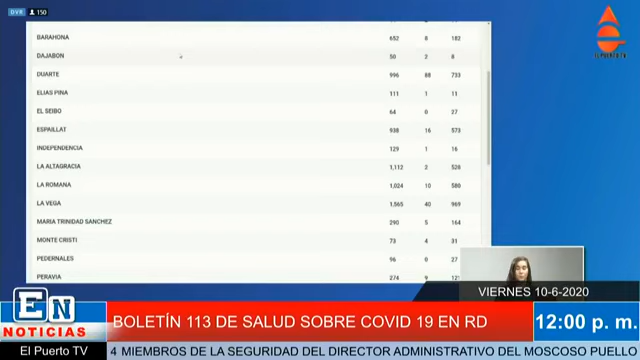 DVR 150
BARAHONA 652 8 182
DAJABON 50 2 8
DUARTE 996 88 733
ELIAS PINA 111 1 11
EL SEIBO 64 0 27
ESPAILLAT 938 16 573
INDEPENDENCIA 129 1 16
LA ALTAGRACIA 1,112 2 528
LA ROMANA 1,024 10 580
LA VEGA 1,565 40 969
MARIA TRINIDAD SANCHEZ 290 5 164
MONTE CRISTI 73 4 31
PEDERNALES 96 0 27
PERAVIA 274 9
EL PUERTO TV
VIERNES 10-6-2020
EN
NOTICIAS
BOLETÍN 113 DE SALUD SOBRE COVID 19 EN RD
12:00 p. m.
El Puerto TV
4 MIEMBROS DE LA SEGURIDAD DEL DIRECTOR ADMINISTRATIVO DEL MOSCOSO PUELLO